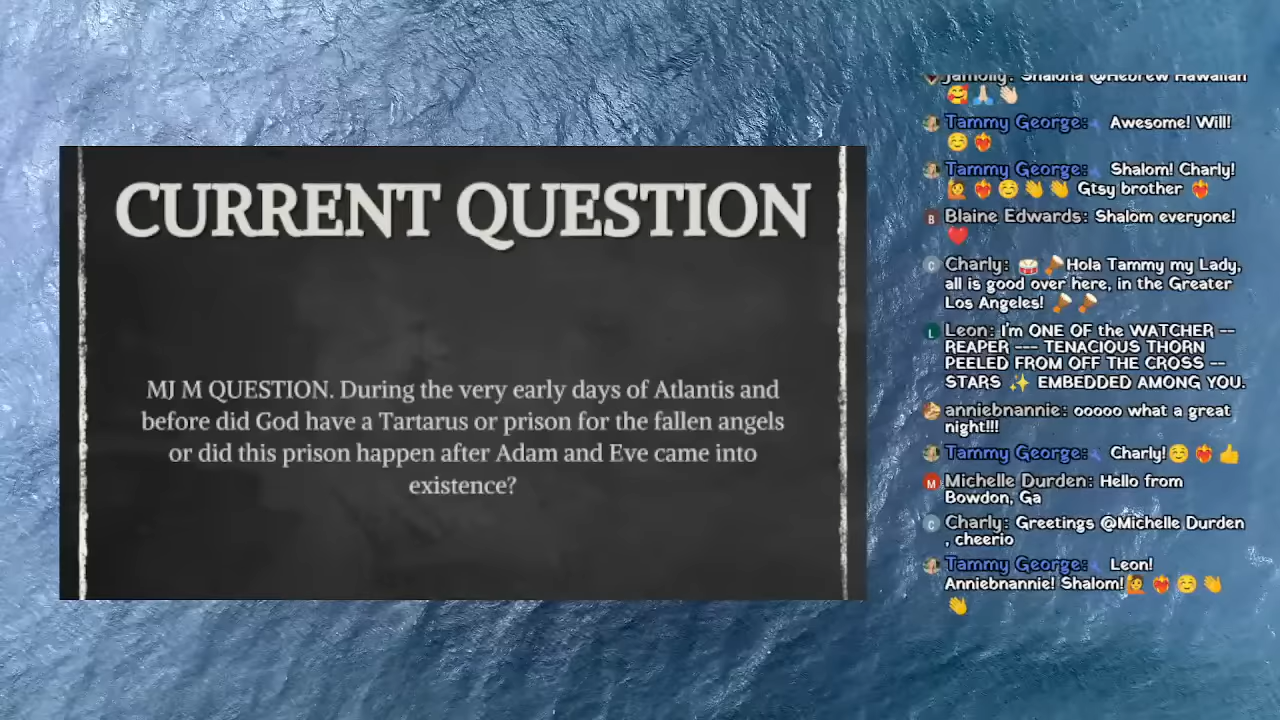 CURRENT QUESTION
MJ M QUESTION. During the very early days of Atlantis and
before did God have a Tartarus or prison for the fallen angels
or did this prison happen after Adam and Eve came into
existence?
Jamolly: Shalona @Hebrew Hawaiian
🥰 🙏🏻 👋🏻
Tammy George: Awesome! Will!
☺️ ❤️‍🔥
Tammy George: Shalom! Charly!
🙋 ❤️‍🔥 ☺️ 👋 👋 Gtsy brother ❤️‍🔥
B Blaine Edwards: Shalom everyone!
❤️
C Charly: 🥁 🪘Hola Tammy my Lady,
all is good over here, in the Greater
Los Angeles! 🪘 🪘
L Leon: I'm ONE OF the WATCHER --
REAPER --- TENACIOUS THORN
PEELED FROM OFF THE CROSS --
STARS ✨ EMBEDDED AMONG YOU.
anniebnannie: ooooo what a great
night!!!
Tammy George: Charly!☺️ ❤️‍🔥 👍
M Michelle Durden: Hello from
Bowdon, Ga
C Charly: Greetings @Michelle Durden
, cheerio
Tammy George: Leon!
Anniebnannie! Shalom!🙋 ❤️‍🔥 ☺️ 👋
👋